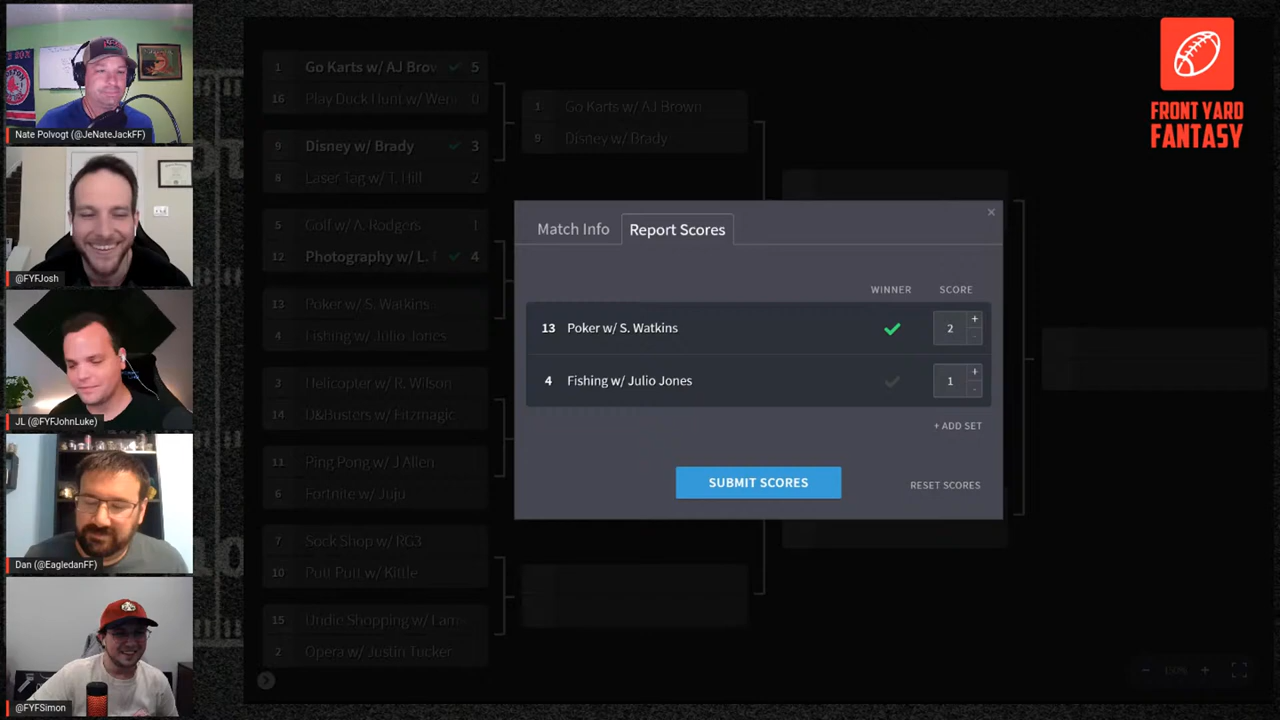 Nate Polvogt (@JeNateJackFF)
@FYFJosh
JL (@FYFJohnLuke)
Dan (@EagledanFF)
@FYFSimon
1 Go Karts w/ AJ Brov 5
16 Play Duck Hunt w/ Wen 0
9 Disney w/ Brady 3
8 Laser Tag w/ T. Hill 2
5 Golf w/ A. Rodgers 1
12 Photography w/ L. 4
13 Poker w/ S. Watkins
4 Fishing w/ Julio Jones
3 Helicopter w/ R. Wilson
14 D&Busters w/ Fitzmagic
11 Ping Pong w/ J Allen
6 Fortnite w/ Juju
7 Sock Shop w/ RG3
10 Putt Putt w/ Kittle
15 Undie Shopping w/ Lam
2 Opera w/ Justin Tucker
1 Go Karts w/ AJ Brown
9 Disney w/ Brady
Match Info Report Scores
WINNER SCORE
13 Poker w/ S. Watkins 2
4 Fishing w/ Julio Jones 1
+ ADD SET
SUBMIT SCORES
RESET SCORES
FRONT YARD
FANTASY
150%